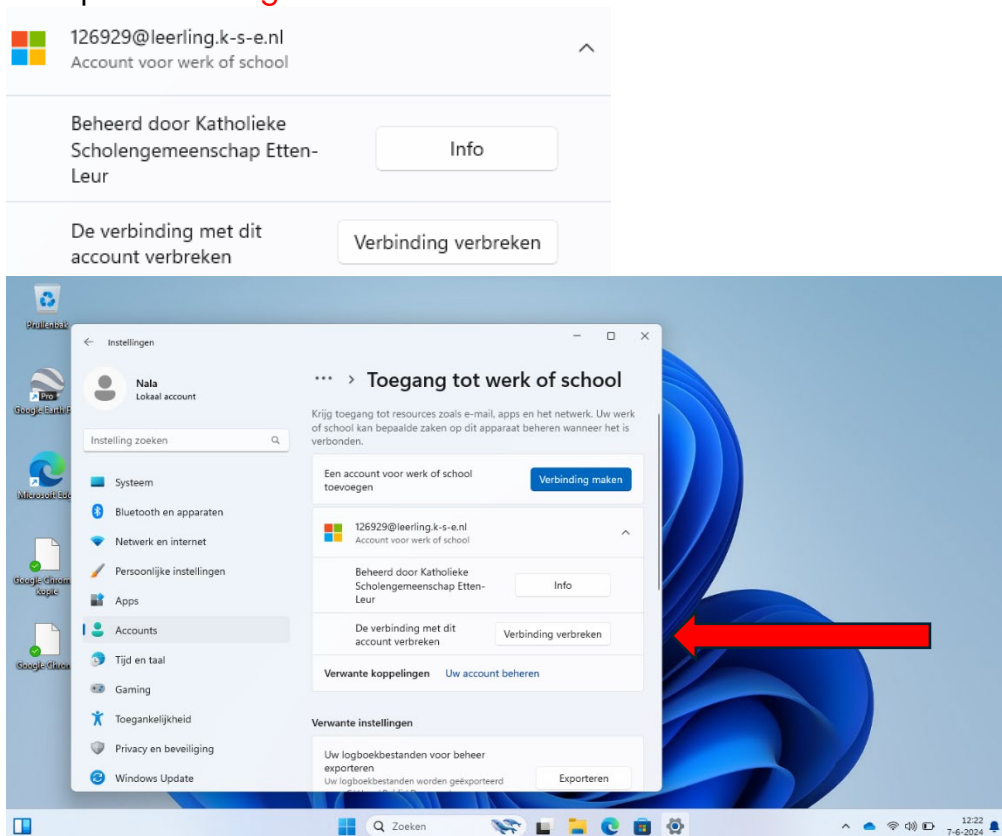 126929@leerling.k-s-e.nl
Account voor werk of school
Beheerd door Katholieke
Scholengemeenschap Etten-
Leur
Info
De verbinding met dit
account verbreken
Verbinding verbreken
Prullenbak
Pro
Instellingen
Nala
Lokaal account
Instelling zoeken
Systeem
Bluetooth en apparaten
Netwerk en internet
Persoonlijke instellingen
Apps
Accounts
Tijd en taal
Gaming
Toegankelijkheid
Privacy en beveiliging
Windows Update
··· > Toegang tot werk of school
Krijg toegang tot resources zoals e-mail, apps en het netwerk. Uw werk
of school kan bepaalde zaken op dit apparaat beheren wanneer het is
verbonden.
Een account voor werk of school
toevoegen
Verbinding maken
126929@leerling.k-s-e.nl
Account voor werk of school
Beheerd door Katholieke
Scholengemeenschap Etten-
Leur
Info
De verbinding met dit
account verbreken
Verbinding verbreken
Verwante koppelingen Uw account beheren
Verwante instellingen
Uw logboekbestanden voor beheer
exporteren
Uw logboekbestanden worden geëxporteerd
Exporteren
Zoeken
12:22
7-6-2024